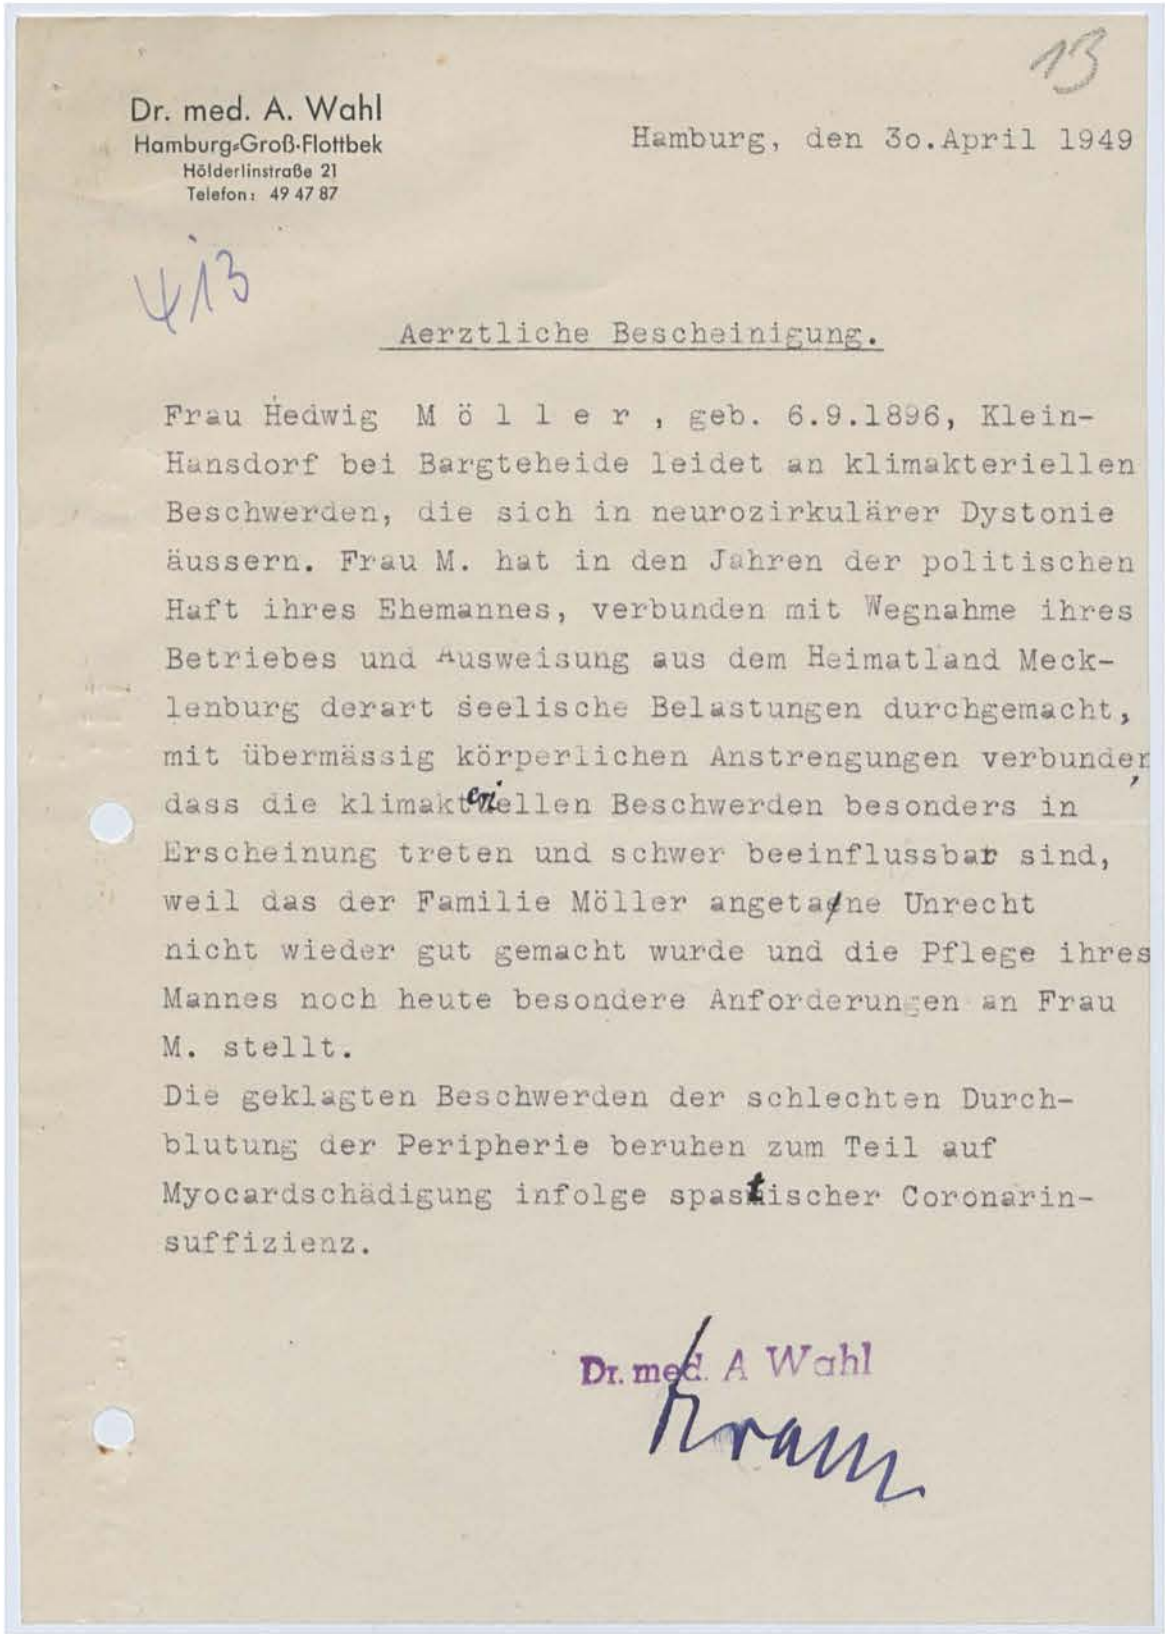 13
Dr. med. A. Wahl
Hamburg-Groß-Flottbek
Hölderlinstraße 21
Telefon: 49 47 87
Hamburg, den 30.April 1949
413
Aerztliche Bescheinigung.
Frau Hedwig M ö l l e r , geb. 6.9.1896, Klein-
Hansdorf bei Bargteheide leidet an klimakteriellen
Beschwerden, die sich in neurozirkulärer Dystonie
äussern. Frau M. hat in den Jahren der politischen
Haft ihres Ehemannes, verbunden mit Wegnahme ihres
Betriebes und Ausweisung aus dem Heimatland Meck-
lenburg derart seelische Belastungen durchgemacht,
mit übermässig körperlichen Anstrengungen verbunden,
dass die klimakteriellen Beschwerden besonders in
Erscheinung treten und schwer beeinflussbar sind,
weil das der Familie Möller angetane Unrecht
nicht wieder gut gemacht wurde und die Pflege ihres
Mannes noch heute besondere Anforderungen an Frau
M. stellt.
Die geklagten Beschwerden der schlechten Durch-
blutung der Peripherie beruhen zum Teil auf
Myocardschädigung infolge spastischer Coronarin-
suffizienz.
Dr. med. A Wahl